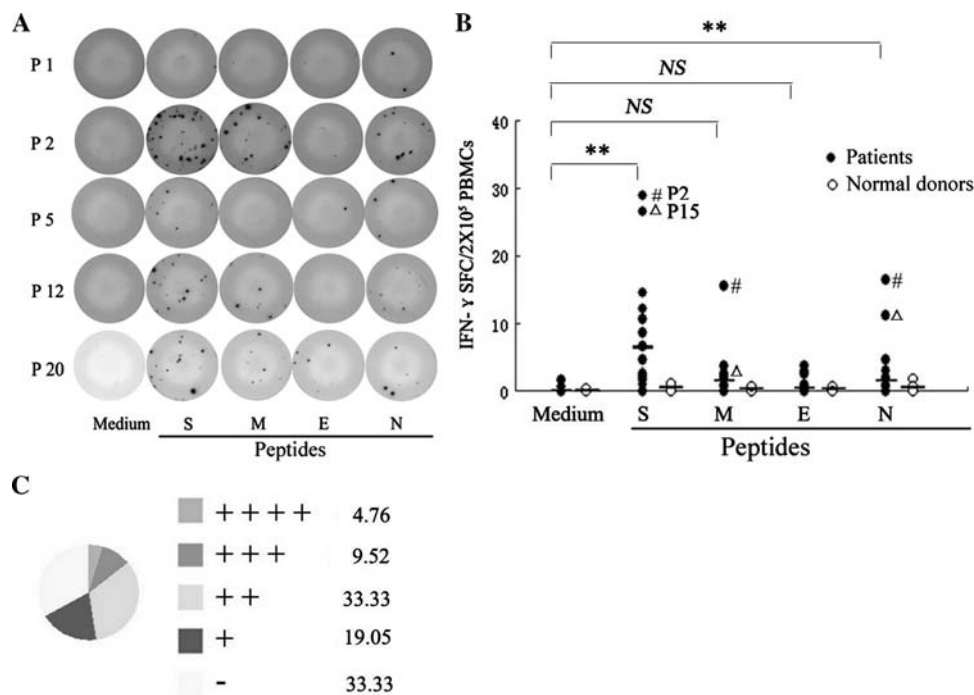 A
P 1
P 2
P 5
P 12
P 20
Medium S M E N
Peptides
B
**
NS
NS
**
40
30
20
10
0
IFN- γ SFC/2X10⁵ PBMCs
Patients
Normal donors
# P2
△ P15
#
△
#
△
Medium S M E N
Peptides
C
+ + + + 4.76
+ + + 9.52
+ + 33.33
+ 19.05
- 33.33